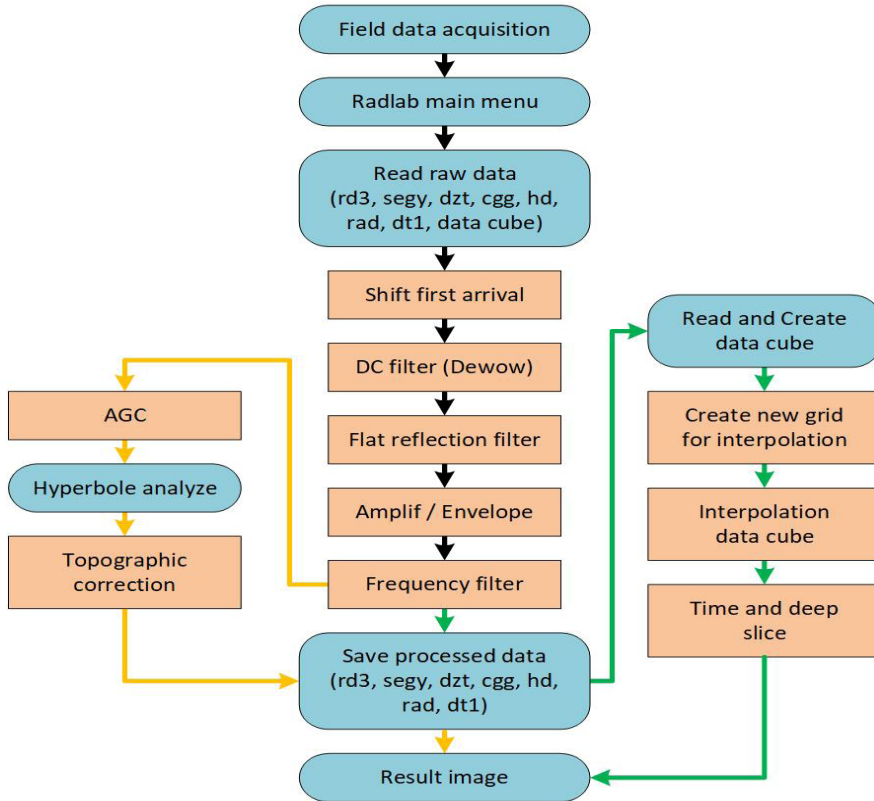 Field data acquisition
Radlab main menu
Read raw data
(rd3, segy, dzt, cgg, hd,
rad, dt1, data cube)
Shift first arrival
DC filter (Dewow)
Flat reflection filter
Amplif / Envelope
Frequency filter
AGC
Hyperbole analyze
Topographic
correction
Save processed data
(rd3, segy, dzt, cgg, hd,
rad, dt1)
Read and Create
data cube
Create new grid
for interpolation
Interpolation
data cube
Time and deep
slice
Result image